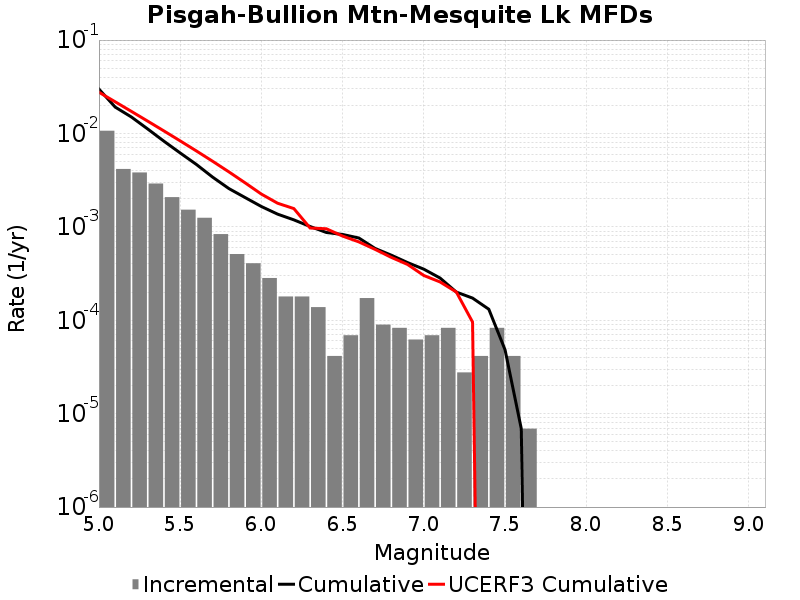 Pisgah-Bullion Mtn-Mesquite Lk MFDs
10-1
10-2
10-3
10-4
10-5
10-6
Rate (1/yr)
5.0 5.5 6.0 6.5 7.0 7.5 8.0 8.5 9.0
Magnitude
Incremental Cumulative UCERF3 Cumulative